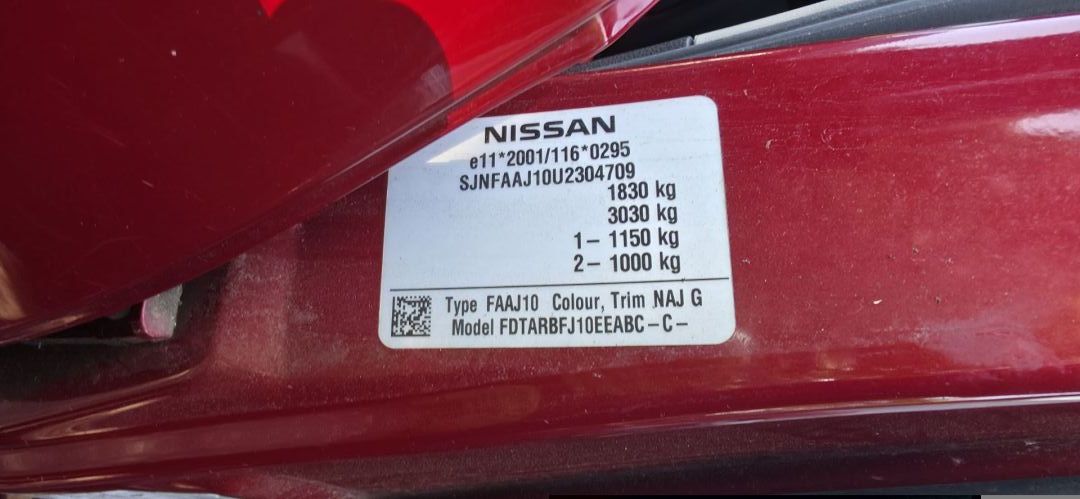 NISSAN
e11*2001/116*0295
SJNFAAJ10U2304709
1830 kg
3030 kg
1– 1150 kg
2– 1000 kg
Type FAAJ10 Colour, Trim NAJ G
Model FDTARBFJ10EEABC–C–